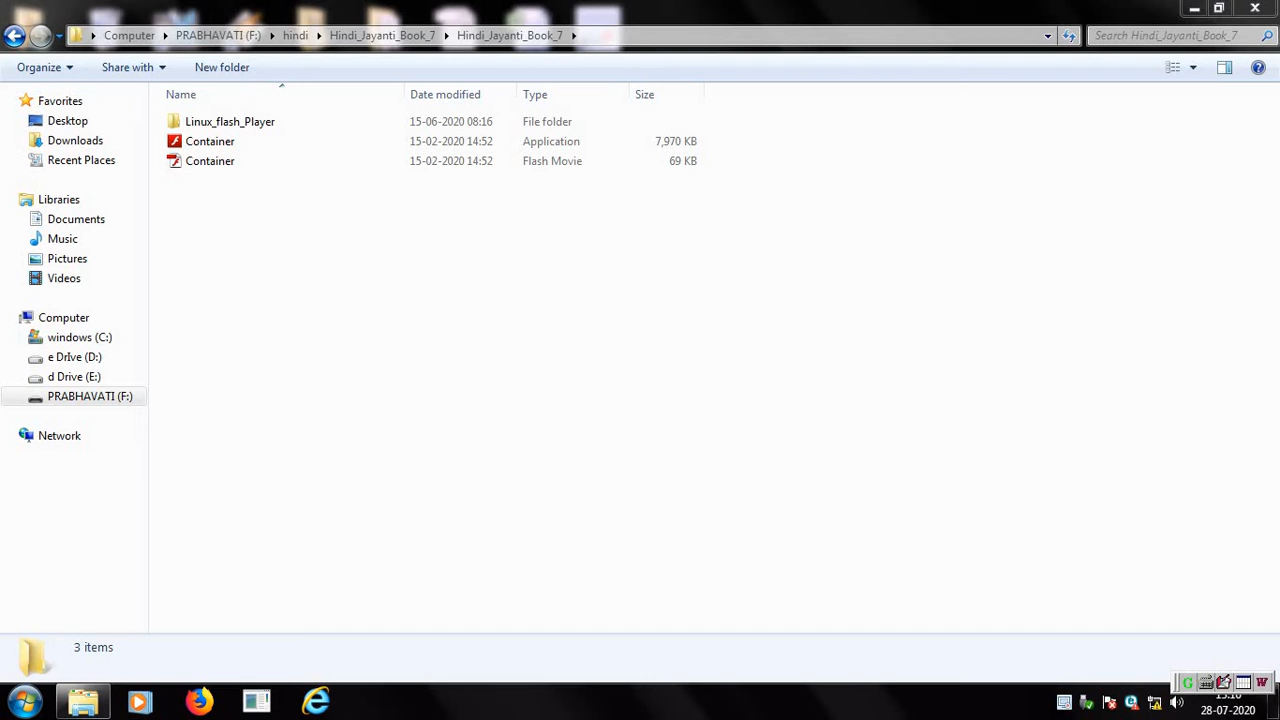 Computer PRABHAVATI (F:) hindi Hindi_Jayanti_Book_7 Hindi_Jayanti_Book_7 Search Hindi_Jayanti_Book_7
Organize Share with New folder
Name Date modified Type Size
Favorites
Desktop
Downloads
Recent Places
Libraries
Documents
Music
Pictures
Videos
Computer
windows (C:)
e DrIve (D:)
d Drive (E:)
PRABHAVATI (F:)
Network
Linux_flash_Player 15-06-2020 08:16 File folder
Container 15-02-2020 14:52 Application 7,970 KB
Container 15-02-2020 14:52 Flash Movie 69 KB
3 items
G W
28-07-2020